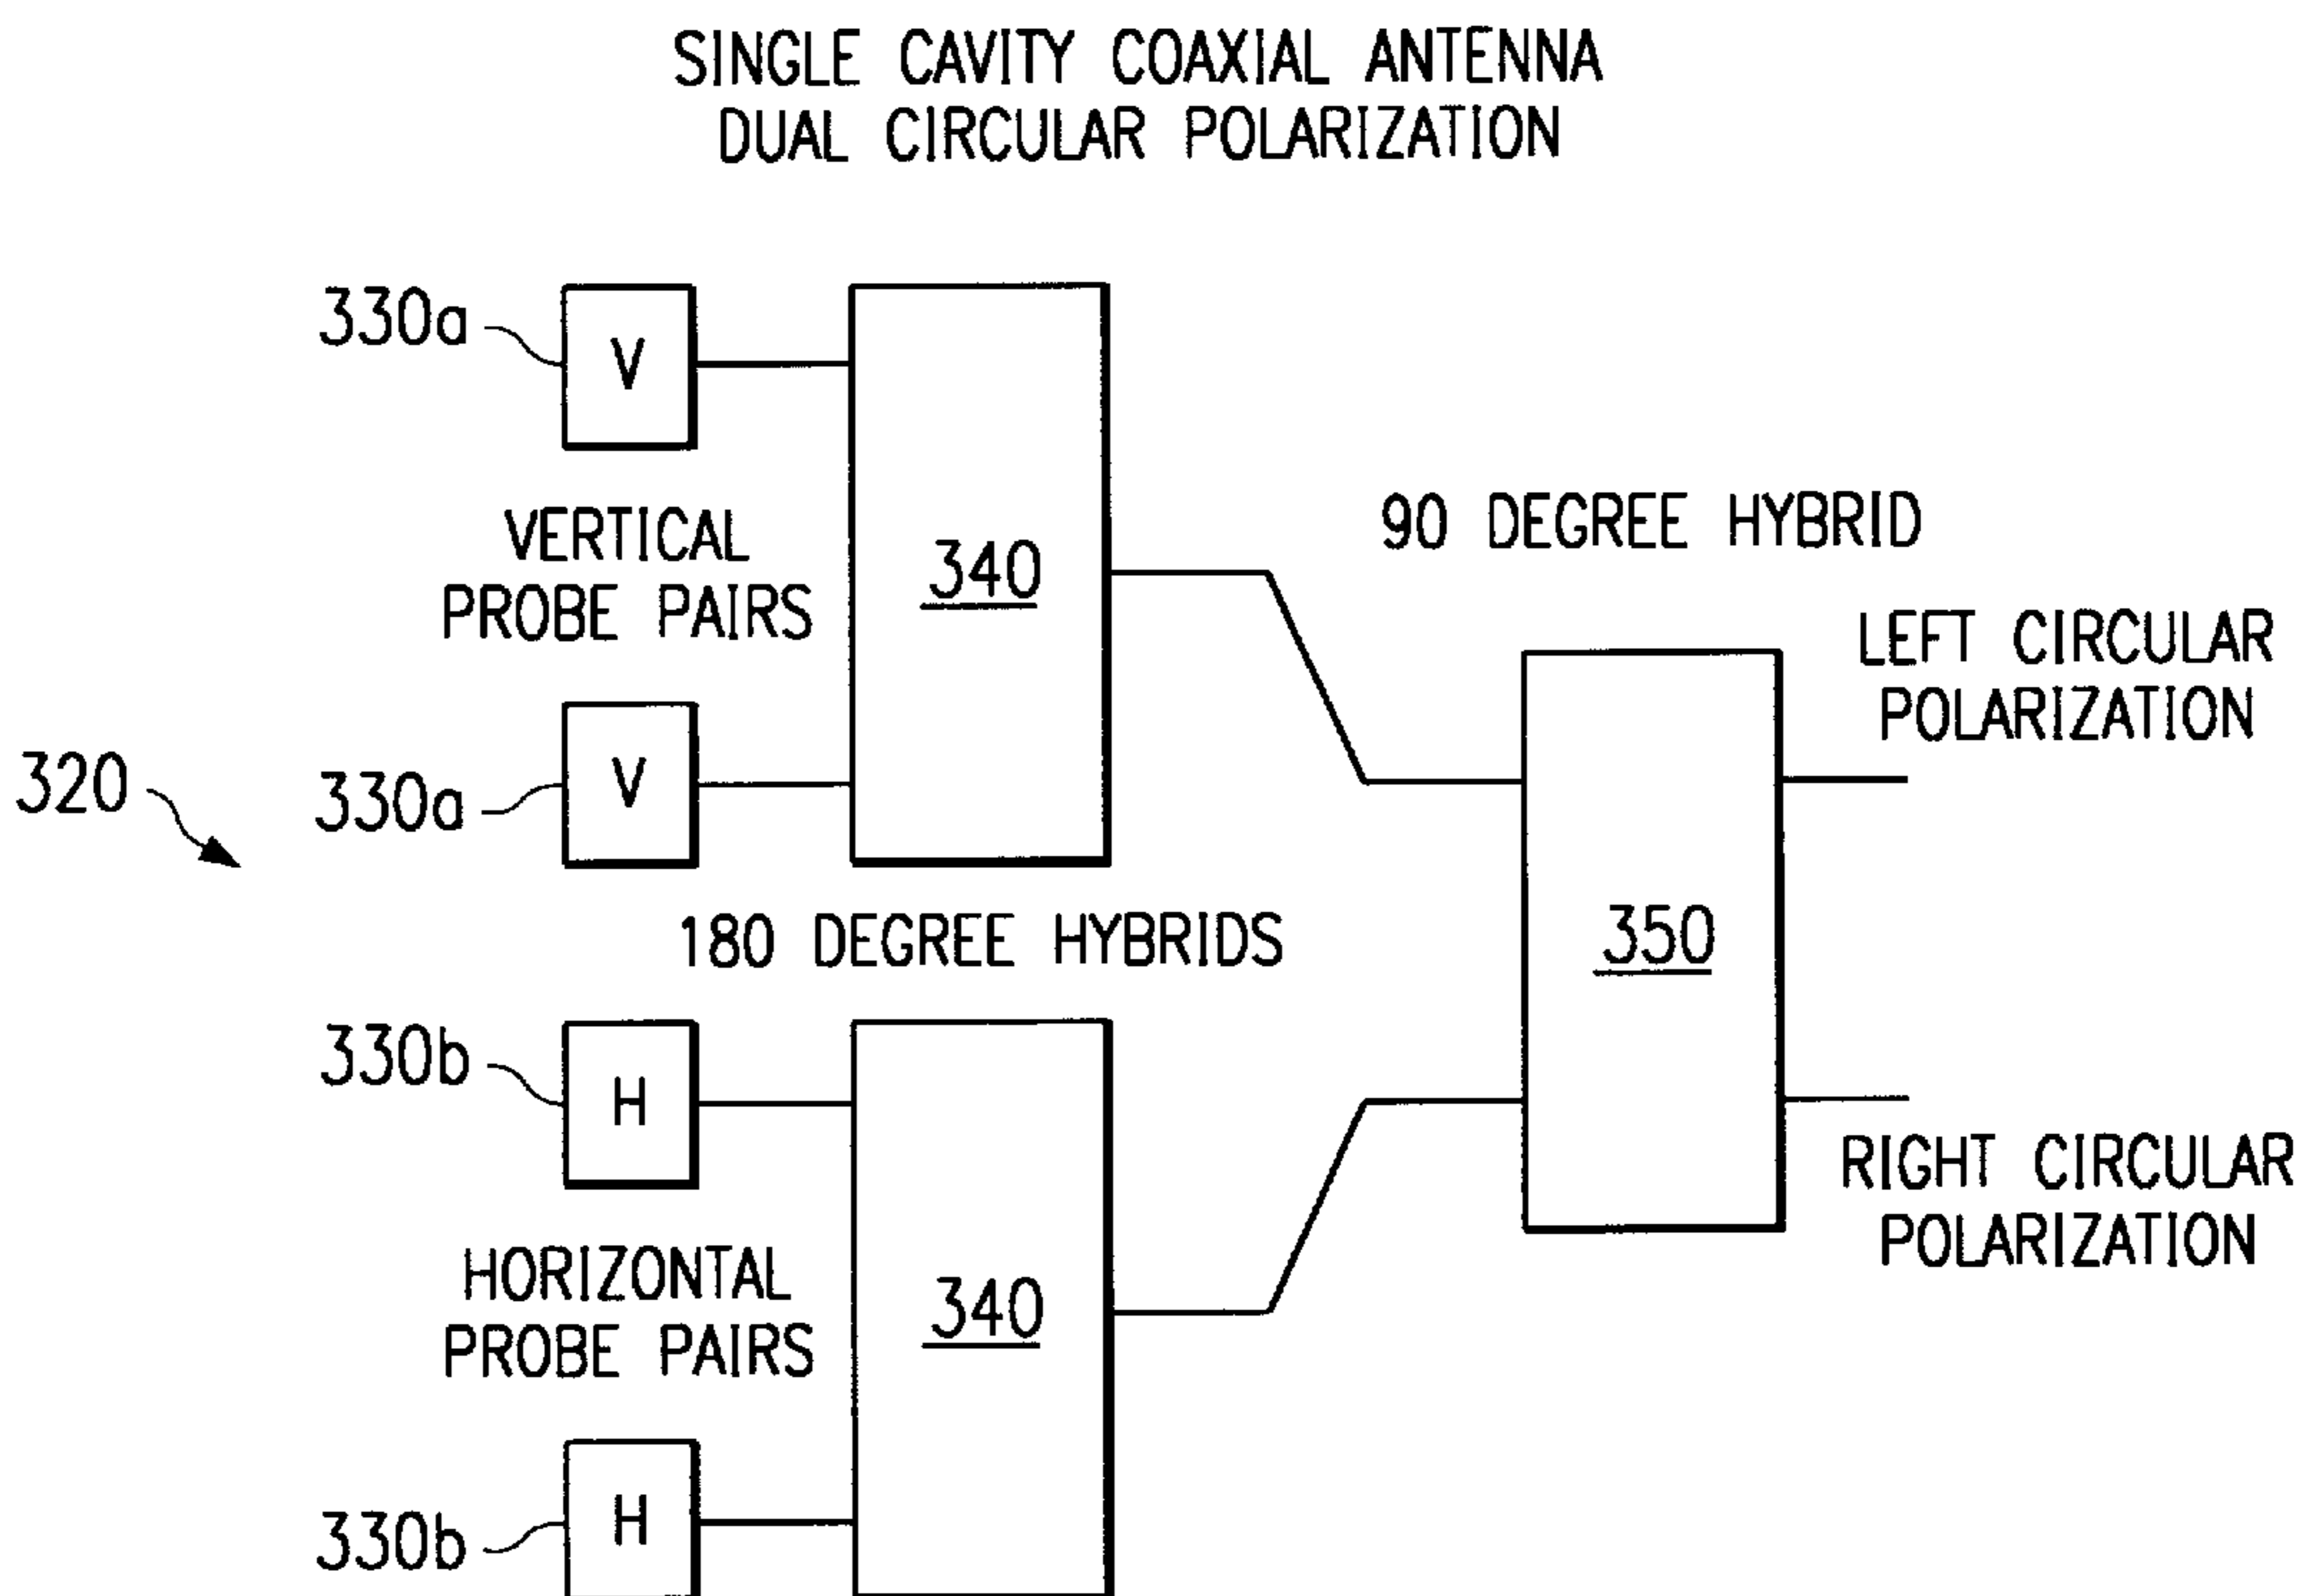 SINGLE CAVITY COAXIAL ANTENNA
DUAL CIRCULAR POLARIZATION
330a
V
VERTICAL
PROBE PAIRS
340
90 DEGREE HYBRID
LEFT CIRCULAR
POLARIZATION
320
330a
V
180 DEGREE HYBRIDS
350
330b
H
RIGHT CIRCULAR
POLARIZATION
HORIZONTAL
PROBE PAIRS
340
330b
H